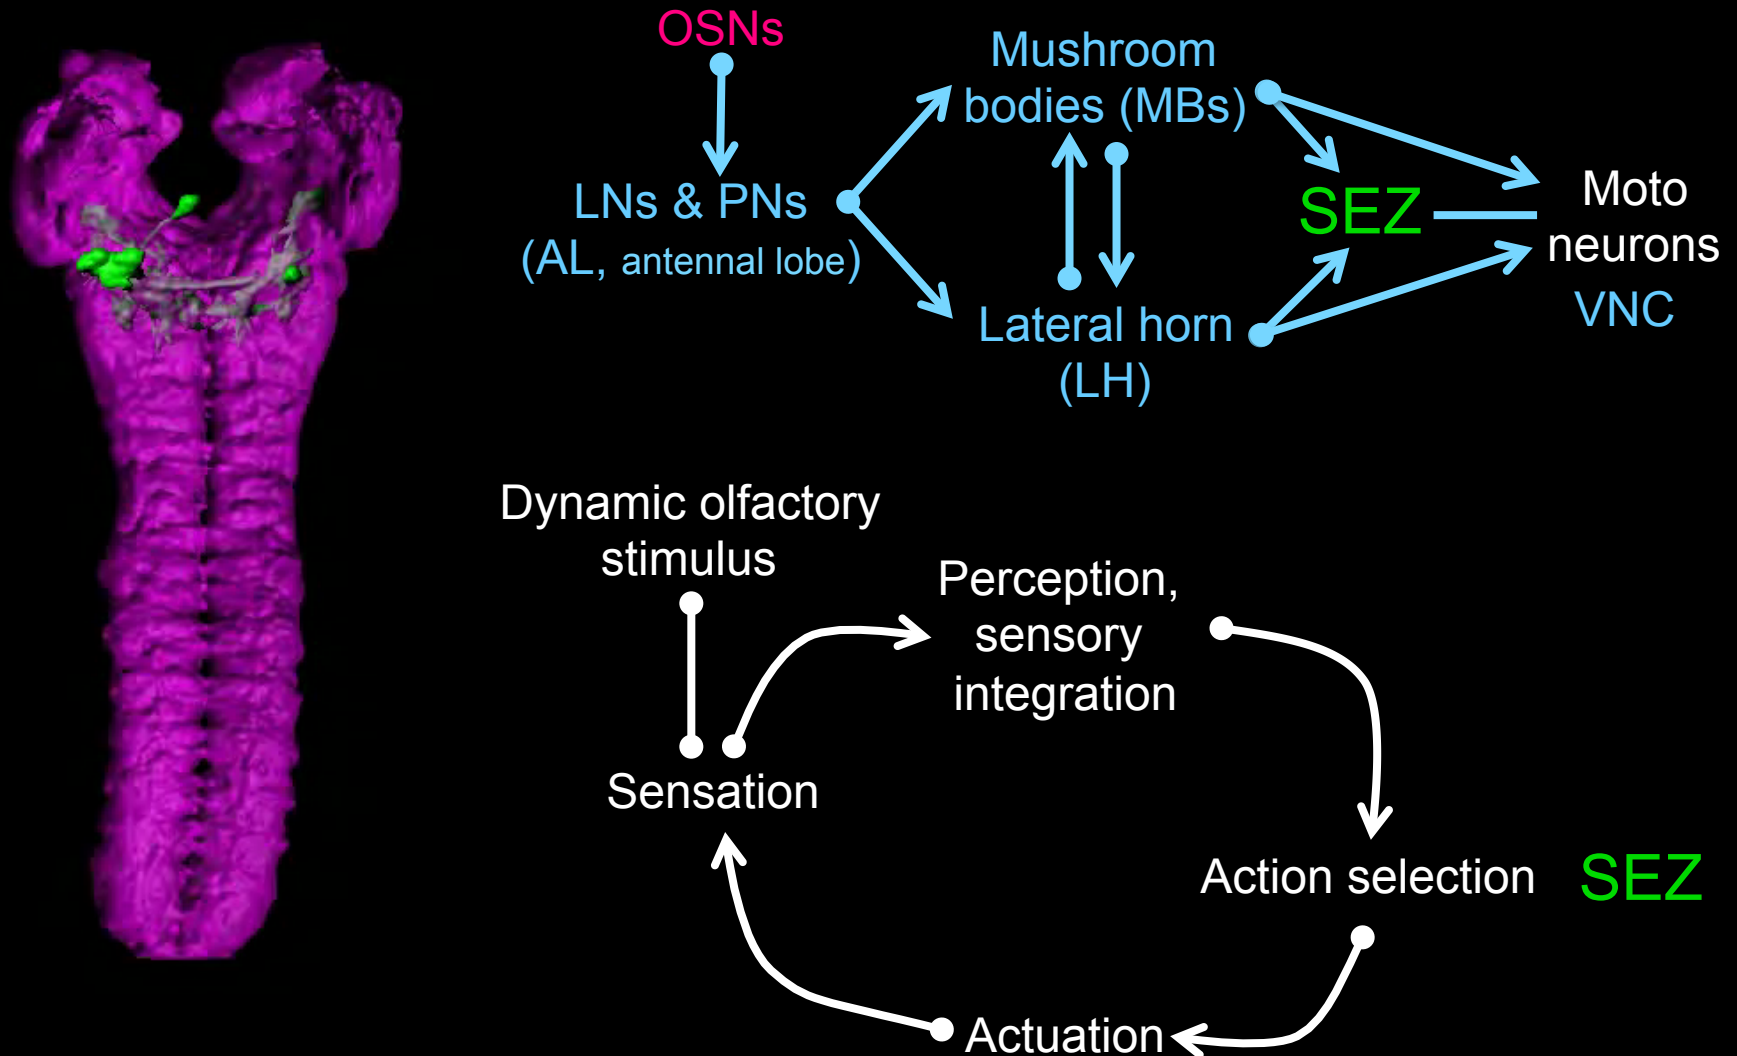 OSNs
Mushroom
bodies (MBs)
LNs & PNs
(AL, antennal lobe)
SEZ
Moto
neurons
VNC
Lateral horn
(LH)
Dynamic olfactory
stimulus
Perception,
sensory
integration
Sensation
Action selection
SEZ
Actuation